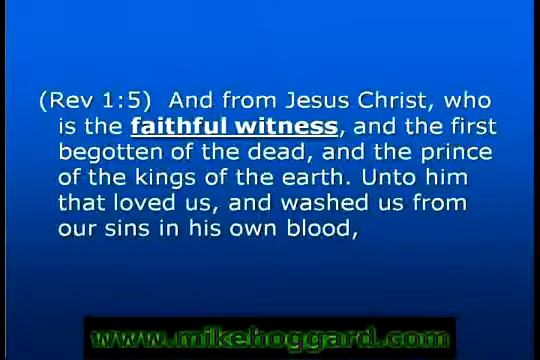 (Rev 1:5) And from Jesus Christ, who
is the faithful witness, and the first
begotten of the dead, and the prince
of the kings of the earth. Unto him
that loved us, and washed us from
our sins in his own blood,
www.mikehoggard.com